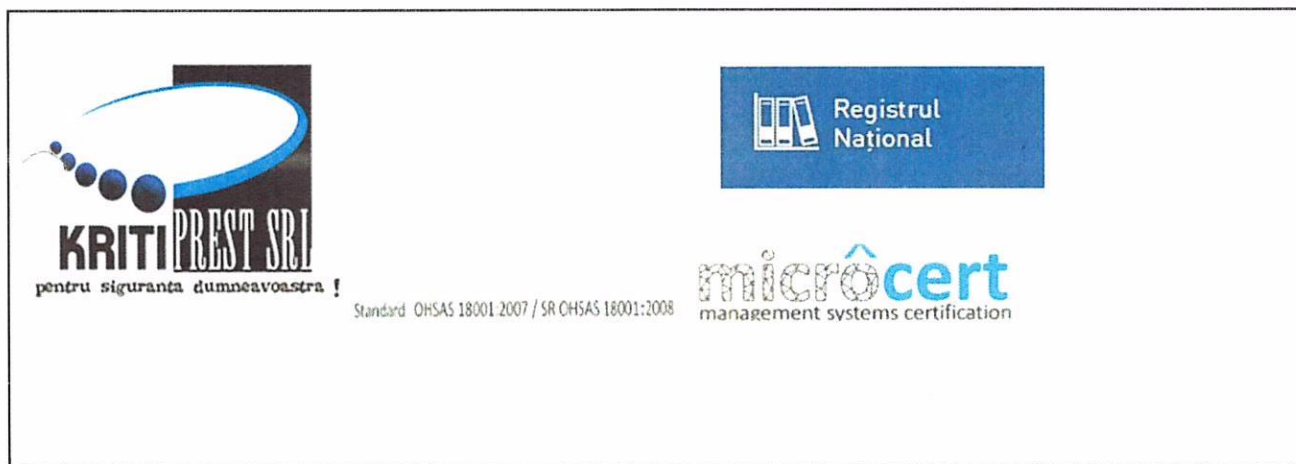 KRITI PREST SRL
pentru siguranta dumneavoastra !
Standard OHSAS 18001:2007 / SR OHSAS 18001:2008
Registrul
Național
micrôcert
management systems certification